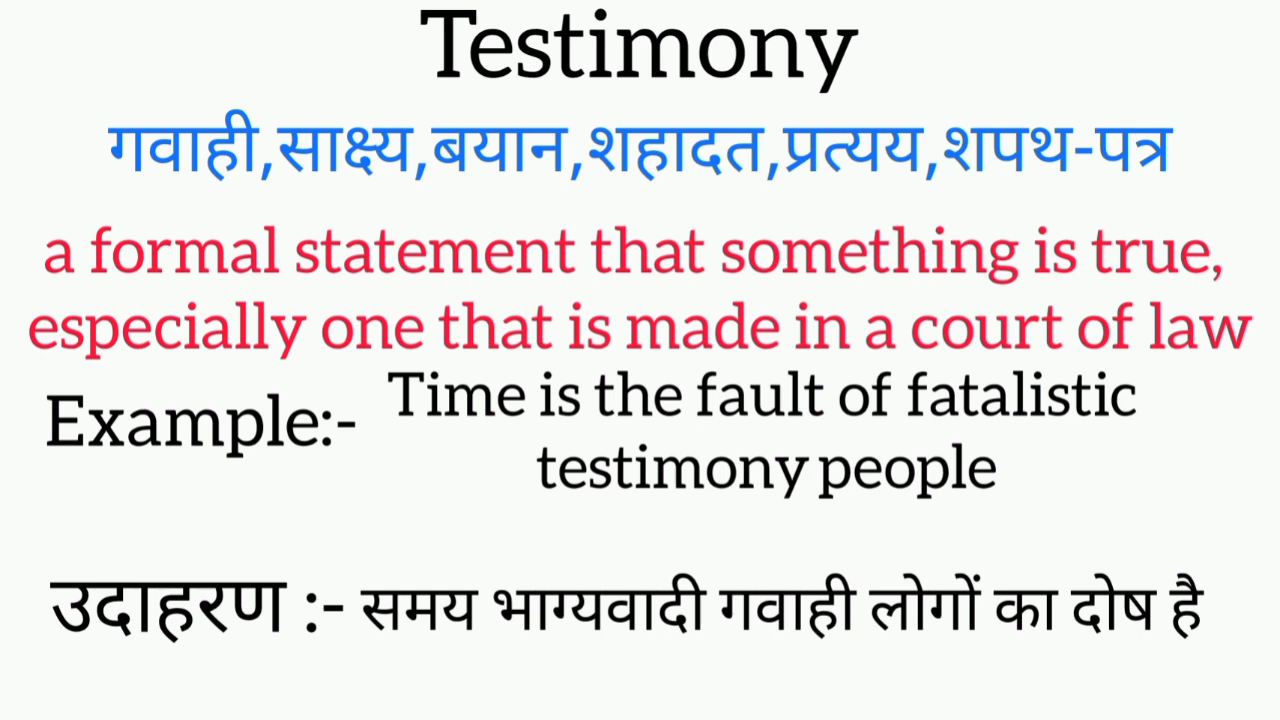 Testimony
गवाही,साक्ष्य,बयान,शहादत,प्रत्यय,शपथ-पत्र
a formal statement that something is true,
especially one that is made in a court of law
Example:- Time is the fault of fatalistic
testimony people
उदाहरण :- समय भाग्यवादी गवाही लोगों का दोष है